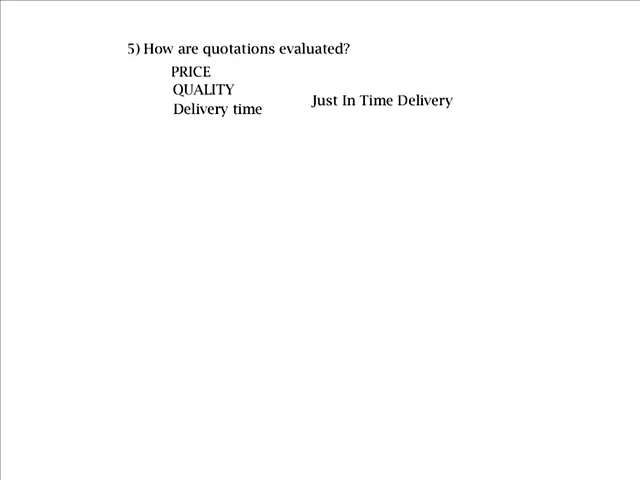 5) How are quotations evaluated?
PRICE
QUALITY
Just In Time Delivery
Delivery time